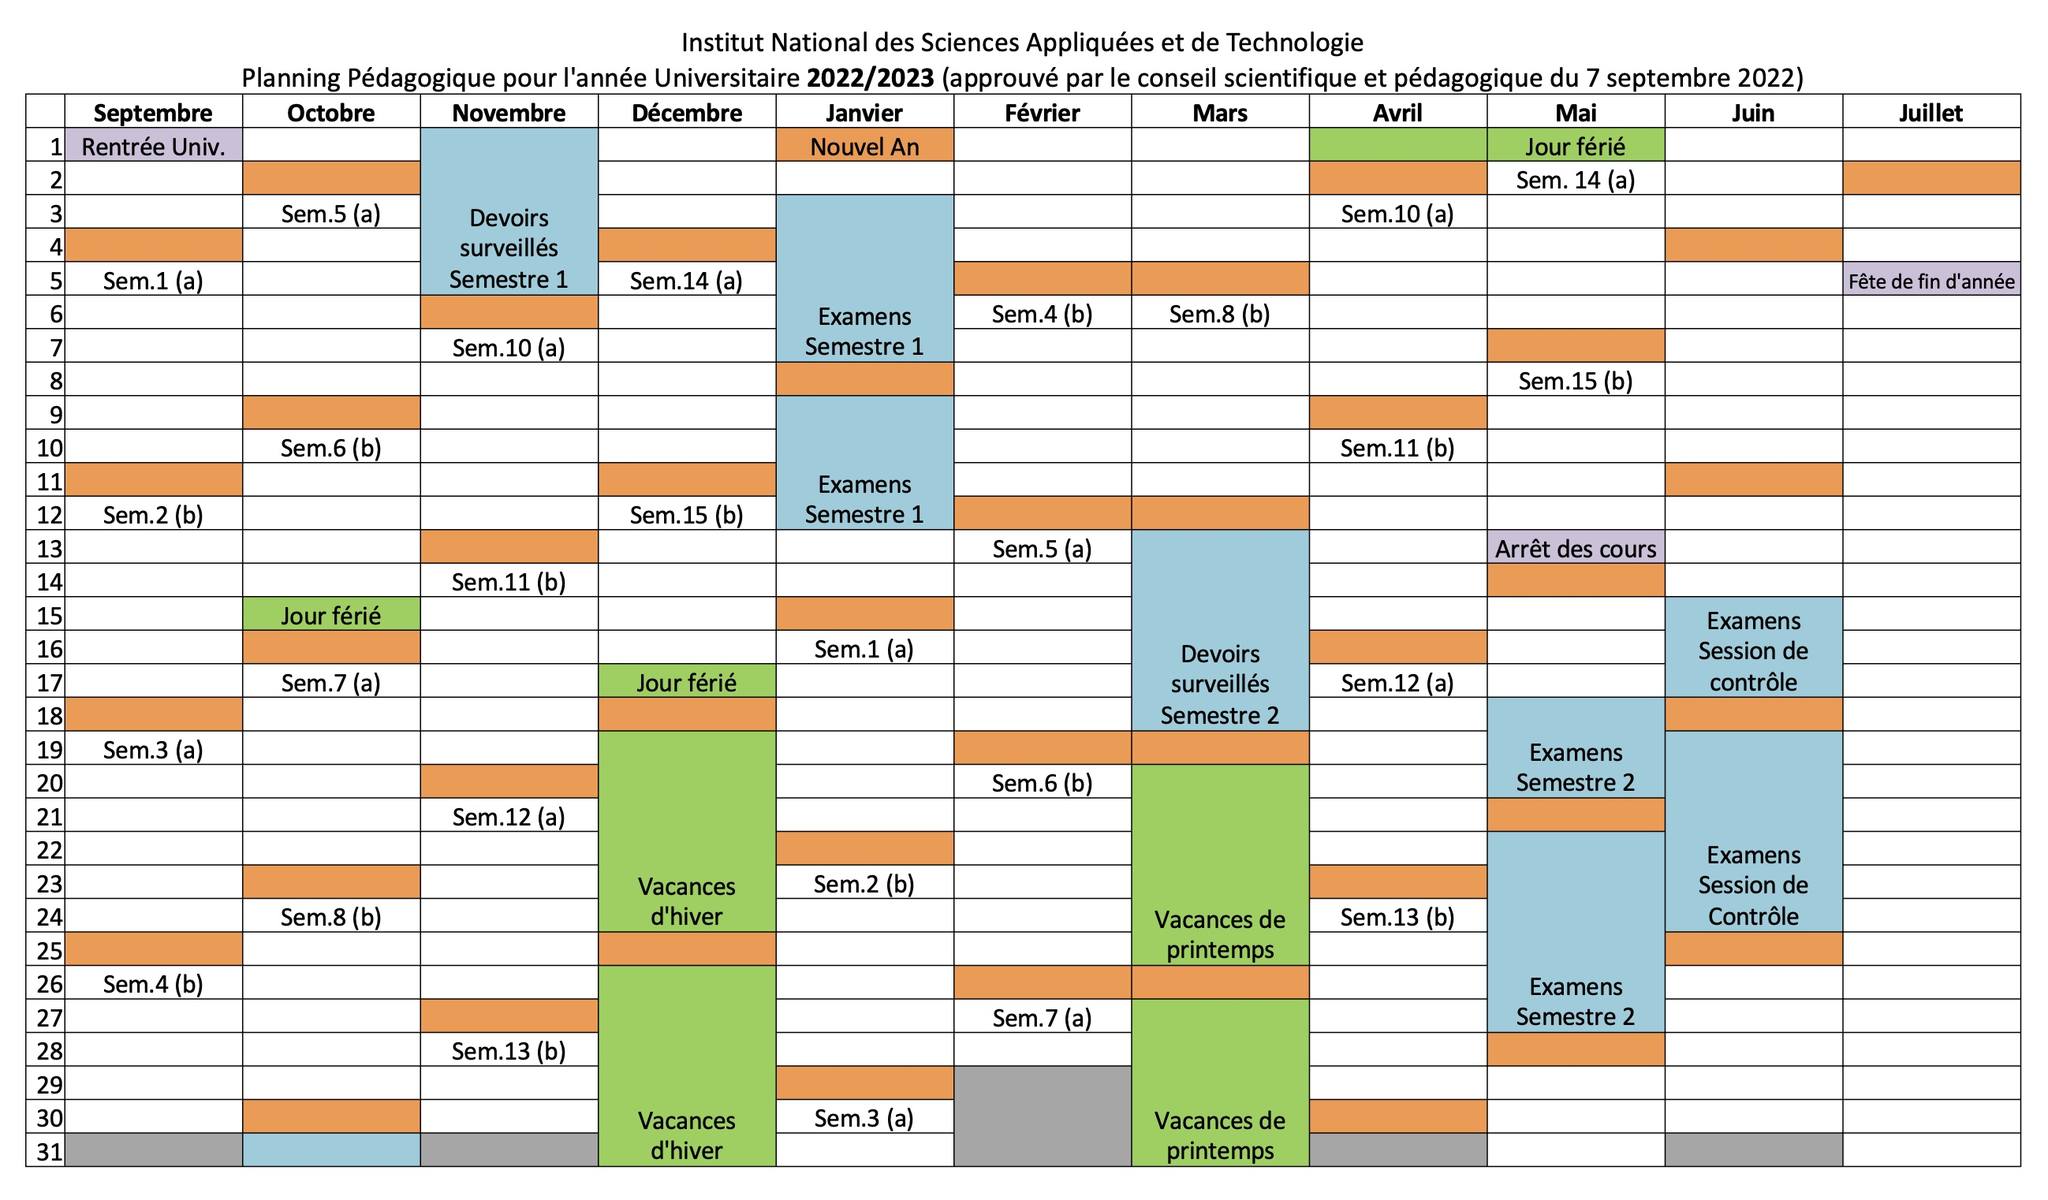 Institut National des Sciences Appliquées et de Technologie
Planning Pédagogique pour l'année Universitaire 2022/2023 (approuvé par le conseil scientifique et pédagogique du 7 septembre 2022)
Septembre Octobre Novembre Décembre Janvier Février Mars Avril Mai Juin Juillet
1 Rentrée Univ. Nouvel An Jour férié
2 Sem. 14 (a)
3 Sem.5 (a) Devoirs Sem.10 (a)
4 surveillés
5 Sem.1 (a) Semestre 1 Sem.14 (a) Fête de fin d'année
6 Examens Sem.4 (b) Sem.8 (b)
7 Sem.10 (a) Semestre 1
8 Sem.15 (b)
9
10 Sem.6 (b) Sem.11 (b)
11 Examens
12 Sem.2 (b) Sem.15 (b) Semestre 1
13 Sem.5 (a) Arrêt des cours
14 Sem.11 (b)
15 Jour férié Examens
16 Sem.1 (a) Devoirs Session de
17 Sem.7 (a) Jour férié surveillés Sem.12 (a) contrôle
18 Semestre 2
19 Sem.3 (a) Examens
20 Sem.6 (b) Semestre 2
21 Sem.12 (a)
22 Examens
23 Vacances Sem.2 (b) Session de
24 Sem.8 (b) d'hiver Vacances de Sem.13 (b) Contrôle
25 printemps
26 Sem.4 (b) Examens
27 Sem.7 (a) Semestre 2
28 Sem.13 (b)
29
30 Vacances Sem.3 (a) Vacances de
31 d'hiver printemps